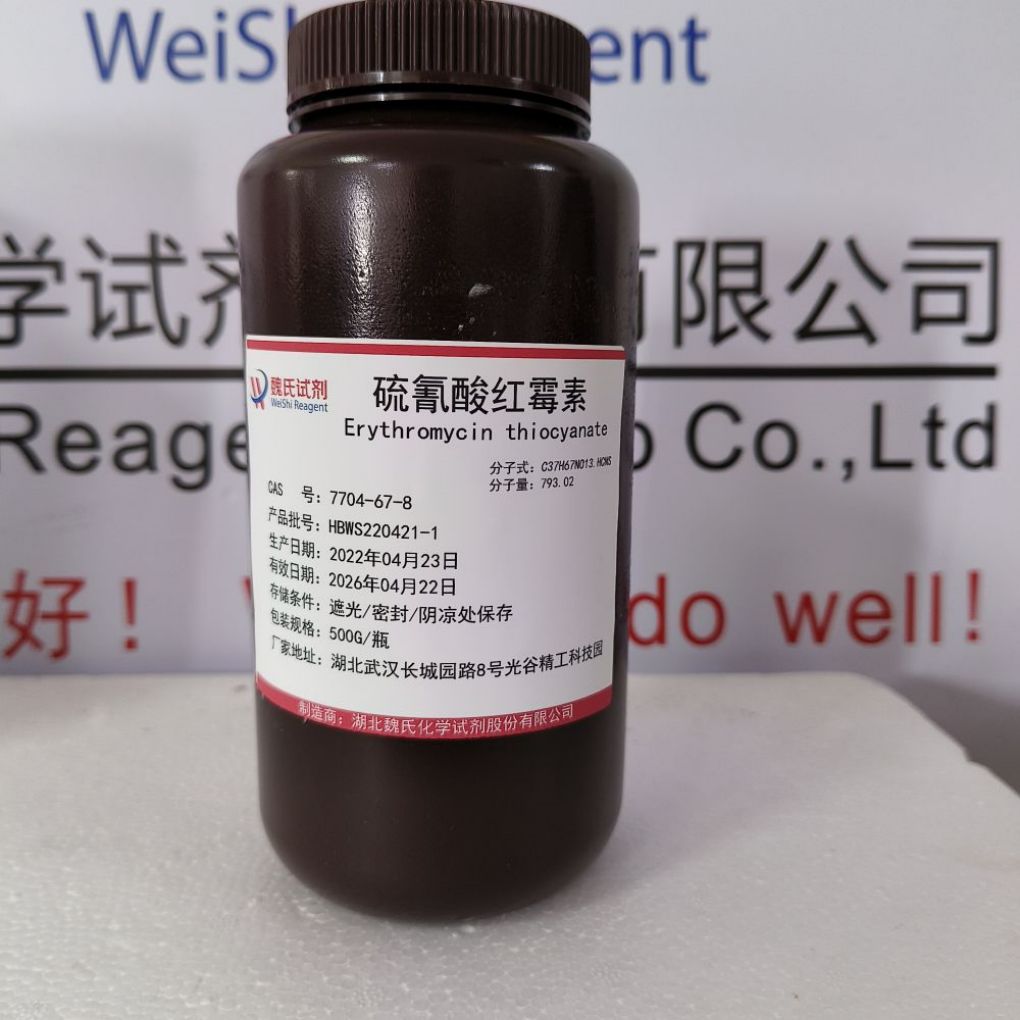 WeiS
ent
学试
有限公司
Reage
Co.,Ltd
好！
do well!
魏氏试剂
WeiShi Reagent
硫氰酸红霉素
Erythromycin thiocyanate
分子式：C37H67NO13.HCNS
分子量：793.02
CAS 号：7704-67-8
产品批号：HBWS220421-1
生产日期：2022年04月23日
有效日期：2026年04月22日
存储条件：遮光/密封/阴凉处保存
包装规格：500G/瓶
厂家地址：湖北武汉长城园路8号光谷精工科技园
制造商：湖北魏氏化学试剂股份有限公司